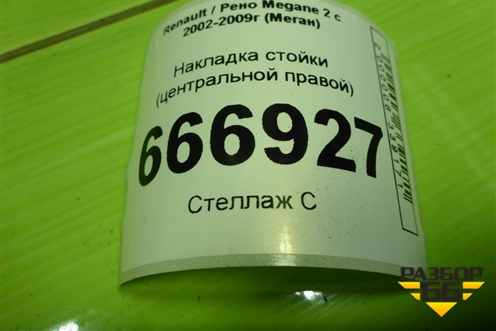 Renault / Рено Megane 2 с
2002-2009г (Меган)
Накладка стойки
(центральной правой)
666927
Стеллаж С
РАЗБОР
66